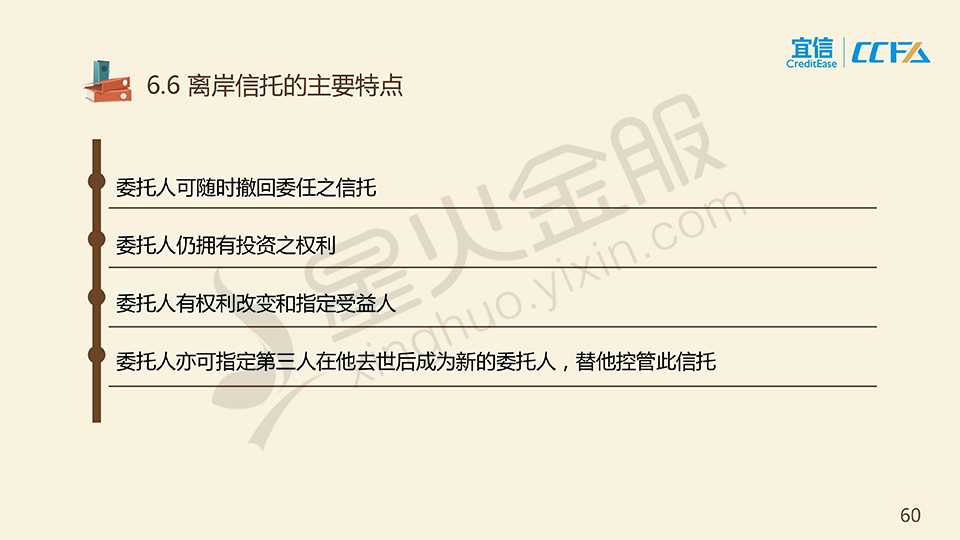 宜信
CreditEase
CCFA
6.6 离岸信托的主要特点
委托人可随时撤回委任之信托
委托人仍拥有投资之权利
委托人有权利改变和指定受益人
委托人亦可指定第三人在他去世后成为新的委托人，替他控管此信托
星火金服
xinghuo.yixin.com
60